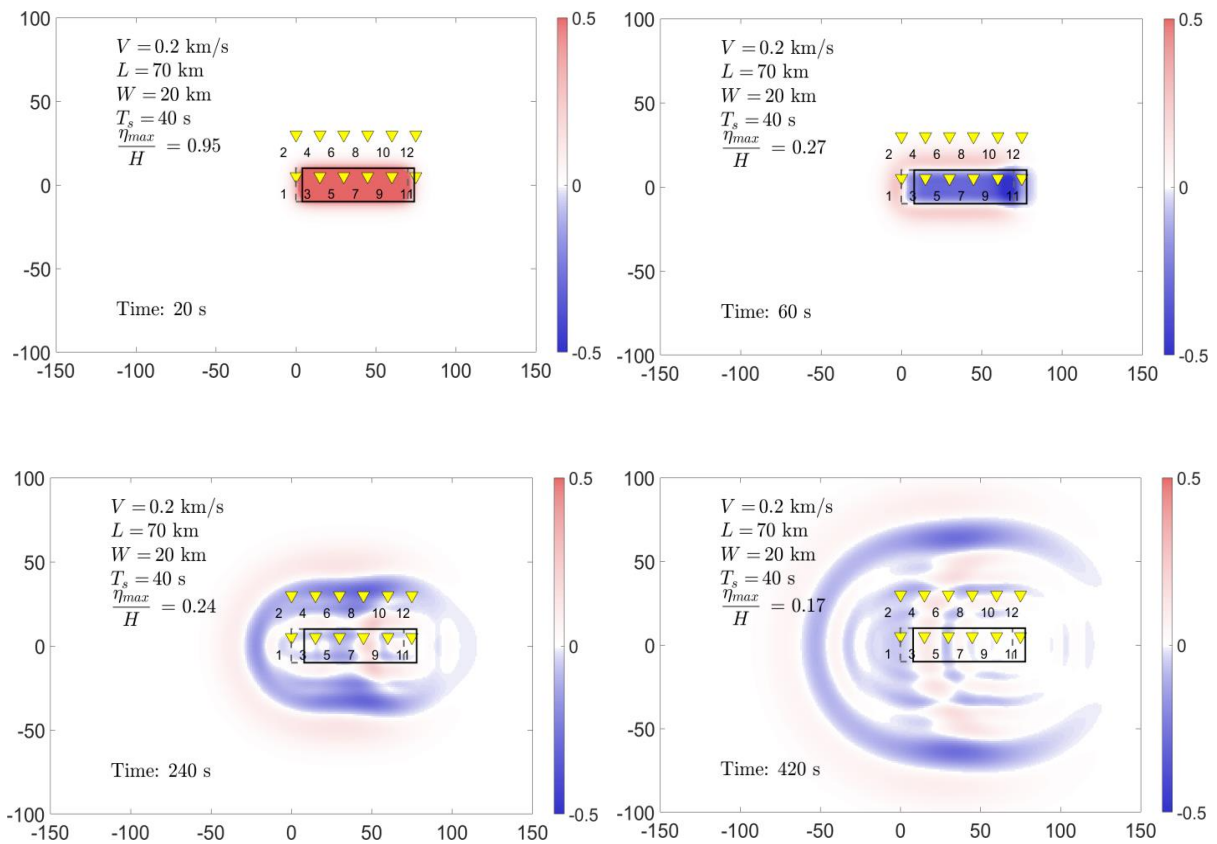 100
50
0
-50
-100
-150 -100 -50 0 50 100 150
V = 0.2 km/s
L = 70 km
W = 20 km
T_s = 40 s
η_max/H = 0.95
2 4 6 8 10 12
1 3 5 7 9 11
Time: 20 s
0.5
0
-0.5
100
50
0
-50
-100
-150 -100 -50 0 50 100 150
V = 0.2 km/s
L = 70 km
W = 20 km
T_s = 40 s
η_max/H = 0.27
2 4 6 8 10 12
1 3 5 7 9 11
Time: 60 s
0.5
0
-0.5
100
50
0
-50
-100
-150 -100 -50 0 50 100 150
V = 0.2 km/s
L = 70 km
W = 20 km
T_s = 40 s
η_max/H = 0.24
2 4 6 8 10 12
1 3 5 7 9 11
Time: 240 s
0.5
0
-0.5
100
50
0
-50
-100
-150 -100 -50 0 50 100 150
V = 0.2 km/s
L = 70 km
W = 20 km
T_s = 40 s
η_max/H = 0.17
2 4 6 8 10 12
1 3 5 7 9 11
Time: 420 s
0.5
0
-0.5